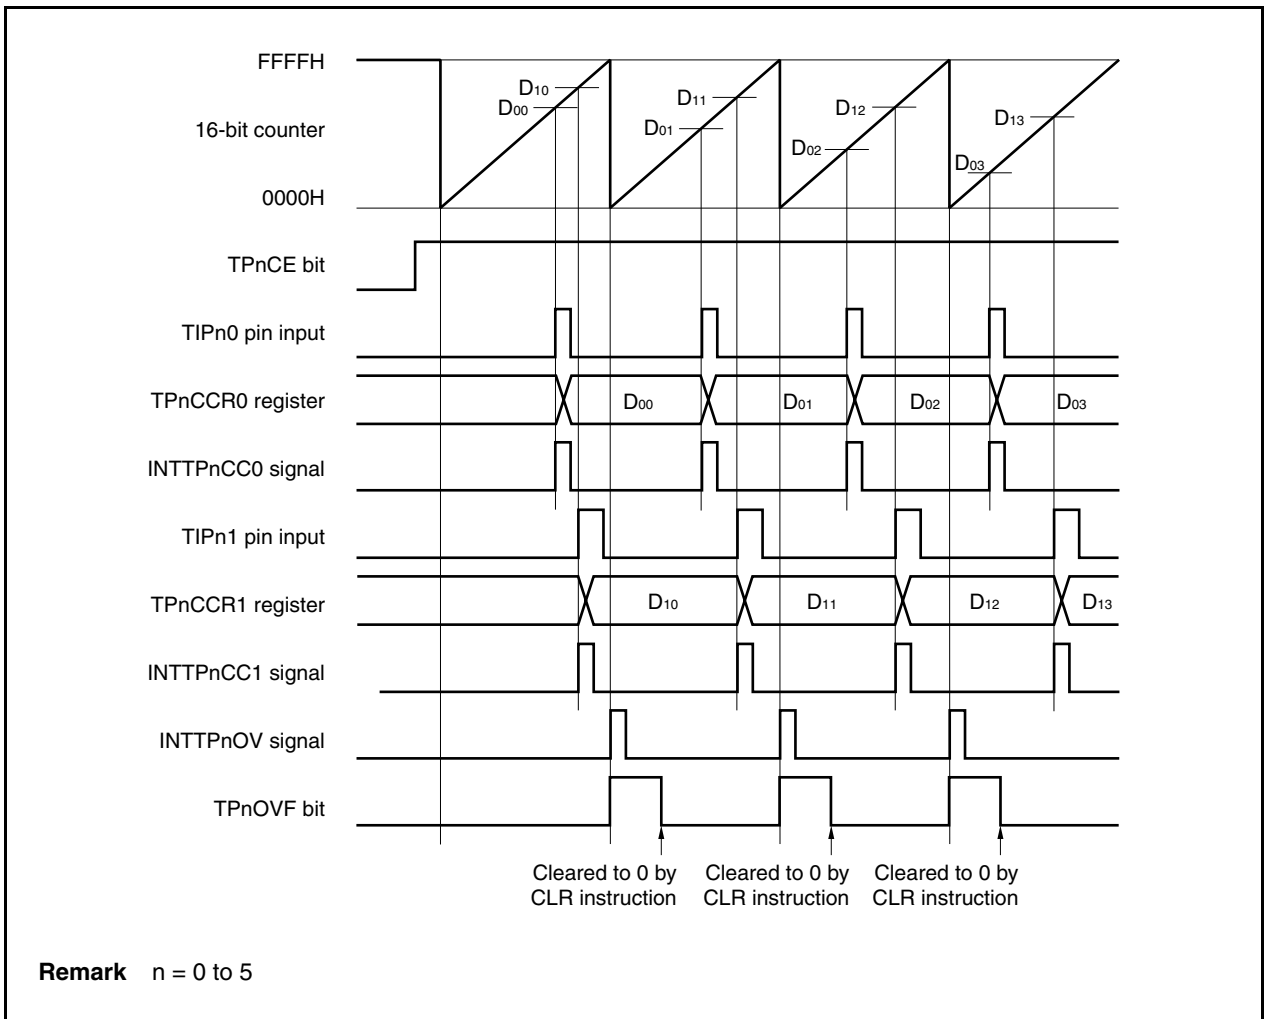 FFFFH
D10
D00
D11
D01
D12
D02
D13
D03
16-bit counter
0000H
TPnCE bit
TIPn0 pin input
TPnCCR0 register
D00
D01
D02
D03
INTTPnCC0 signal
TIPn1 pin input
TPnCCR1 register
D10
D11
D12
D13
INTTPnCC1 signal
INTTPnOV signal
TPnOVF bit
Cleared to 0 by
CLR instruction
Cleared to 0 by
CLR instruction
Cleared to 0 by
CLR instruction
Remark n = 0 to 5